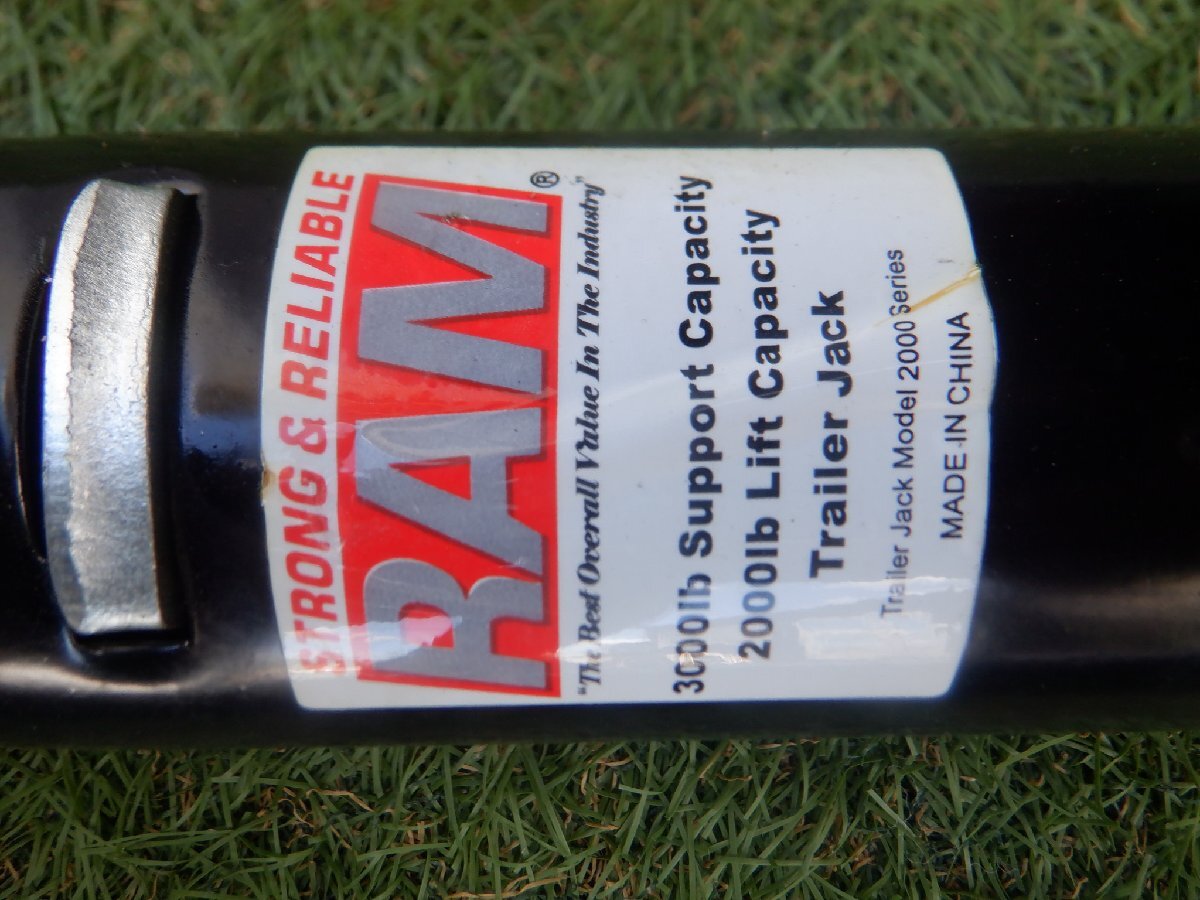 STRONG & RELIABLE
RAM®
"The Best Overall Value In The Industry"
3000lb Support Capacity
2000lb Lift Capacity
Trailer Jack
Trailer Jack Model 2000 Series
MADE-IN CHINA